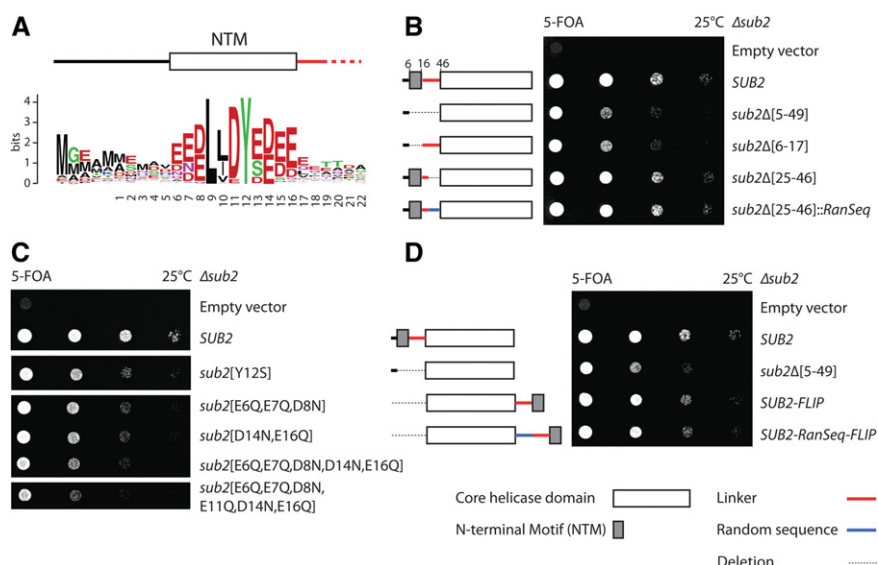 A
NTM
bits
4
3
2
1
0
1 2 3 4 5 6 7 8 9 10 11 12 13 14 15 16 17 18 19 20 21 22
B
5-FOA 25°C Δsub2
6 16 46
Empty vector
SUB2
sub2Δ[5-49]
sub2Δ[6-17]
sub2Δ[25-46]
sub2Δ[25-46]::RanSeq
C
5-FOA 25°C Δsub2
Empty vector
SUB2
sub2[Y12S]
sub2[E6Q,E7Q,D8N]
sub2[D14N,E16Q]
sub2[E6Q,E7Q,D8N,D14N,E16Q]
sub2[E6Q,E7Q,D8N,
E11Q,D14N,E16Q]
D
5-FOA 25°C Δsub2
Empty vector
SUB2
sub2Δ[5-49]
SUB2-FLIP
SUB2-RanSeq-FLIP
Core helicase domain
N-terminal Motif (NTM)
Linker
Random sequence
Deletion